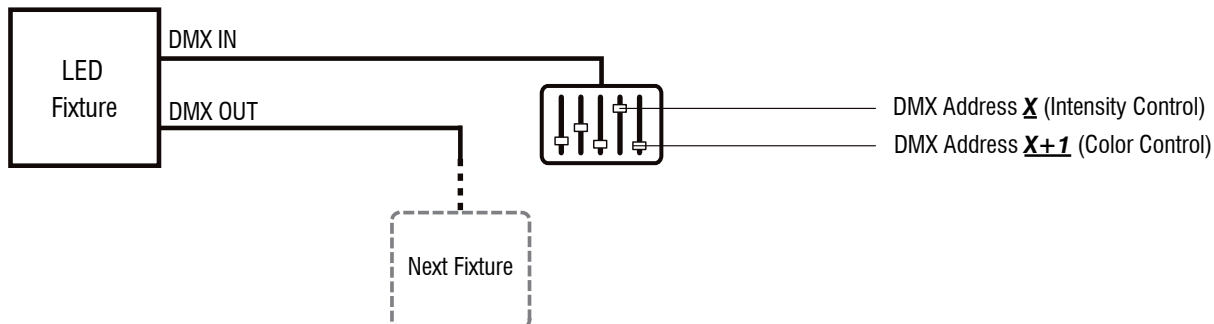 LED
Fixture
DMX IN
DMX OUT
DMX Address X (Intensity Control)
DMX Address X+1 (Color Control)
Next Fixture